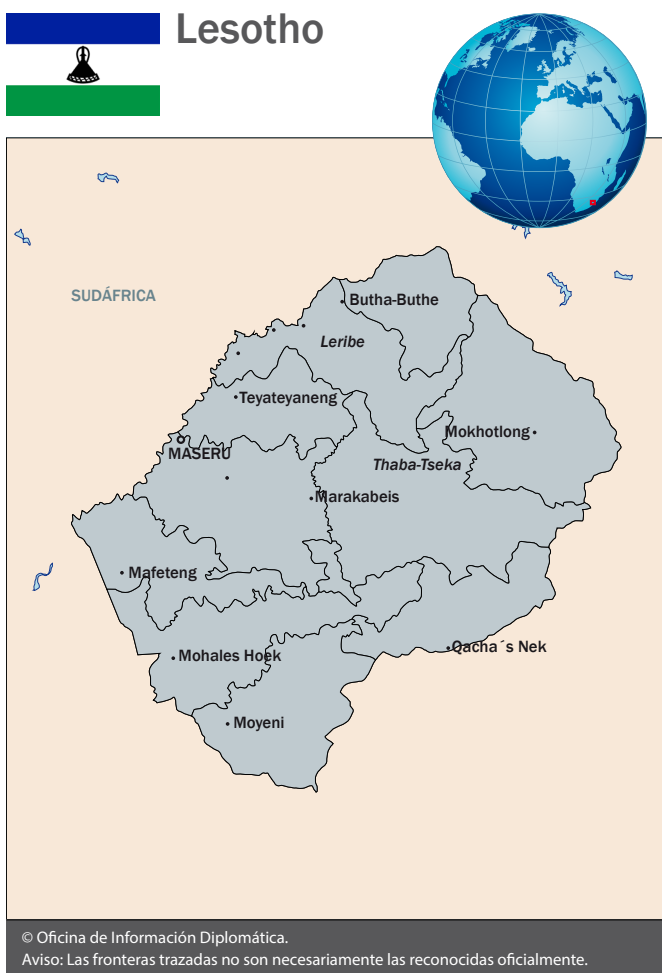 Lesotho
SUDÁFRICA
Butha-Buthe
Leribe
Teyateyaneng
Mokhotlong
MASERU
Thaba-Tseka
Marakabeis
Mafeteng
Qacha´s Nek
Mohales Hoek
Moyeni
© Oficina de Información Diplomática.
Aviso: Las fronteras trazadas no son necesariamente las reconocidas oficialmente.